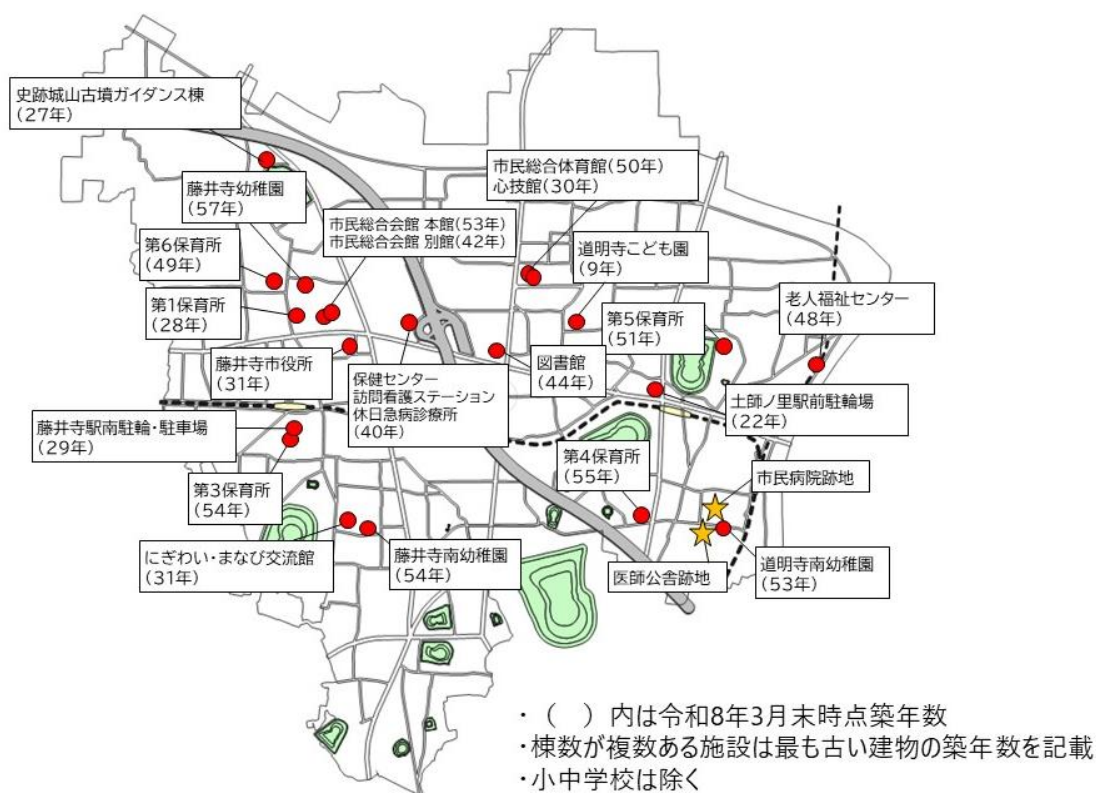 史跡城山古墳ガイダンス棟
(27年)
藤井寺幼稚園
(57年)
市民総合体育館(50年)
心技館(30年)
市民総合会館 本館(53年)
市民総合会館 別館(42年)
道明寺こども園
(9年)
第6保育所
(49年)
老人福祉センター
(48年)
第1保育所
(28年)
第5保育所
(51年)
藤井寺市役所
(31年)
図書館
(44年)
保健センター
訪問看護ステーション
休日急病診療所
(40年)
土師ノ里駅前駐輪場
(22年)
藤井寺駅南駐輪・駐車場
(29年)
第4保育所
(55年)
市民病院跡地
第3保育所
(54年)
にぎわい・まなび交流館
(31年)
藤井寺南幼稚園
(54年)
医師公舎跡地
道明寺南幼稚園
(53年)
・（　）内は令和8年3月末時点築年数
・棟数が複数ある施設は最も古い建物の築年数を記載
・小中学校は除く